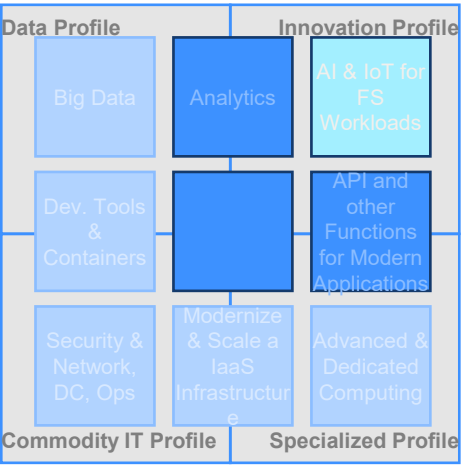 Data Profile
Innovation Profile
Big Data
Analytics
AI & IoT for
FS
Workloads
Dev. Tools
&
Containers
API and
other
Functions
for Modern
Applications
Security &
Network,
DC, Ops
Modernize
& Scale a
IaaS
Infrastructur
e
Advanced &
Dedicated
Computing
Commodity IT Profile
Specialized Profile